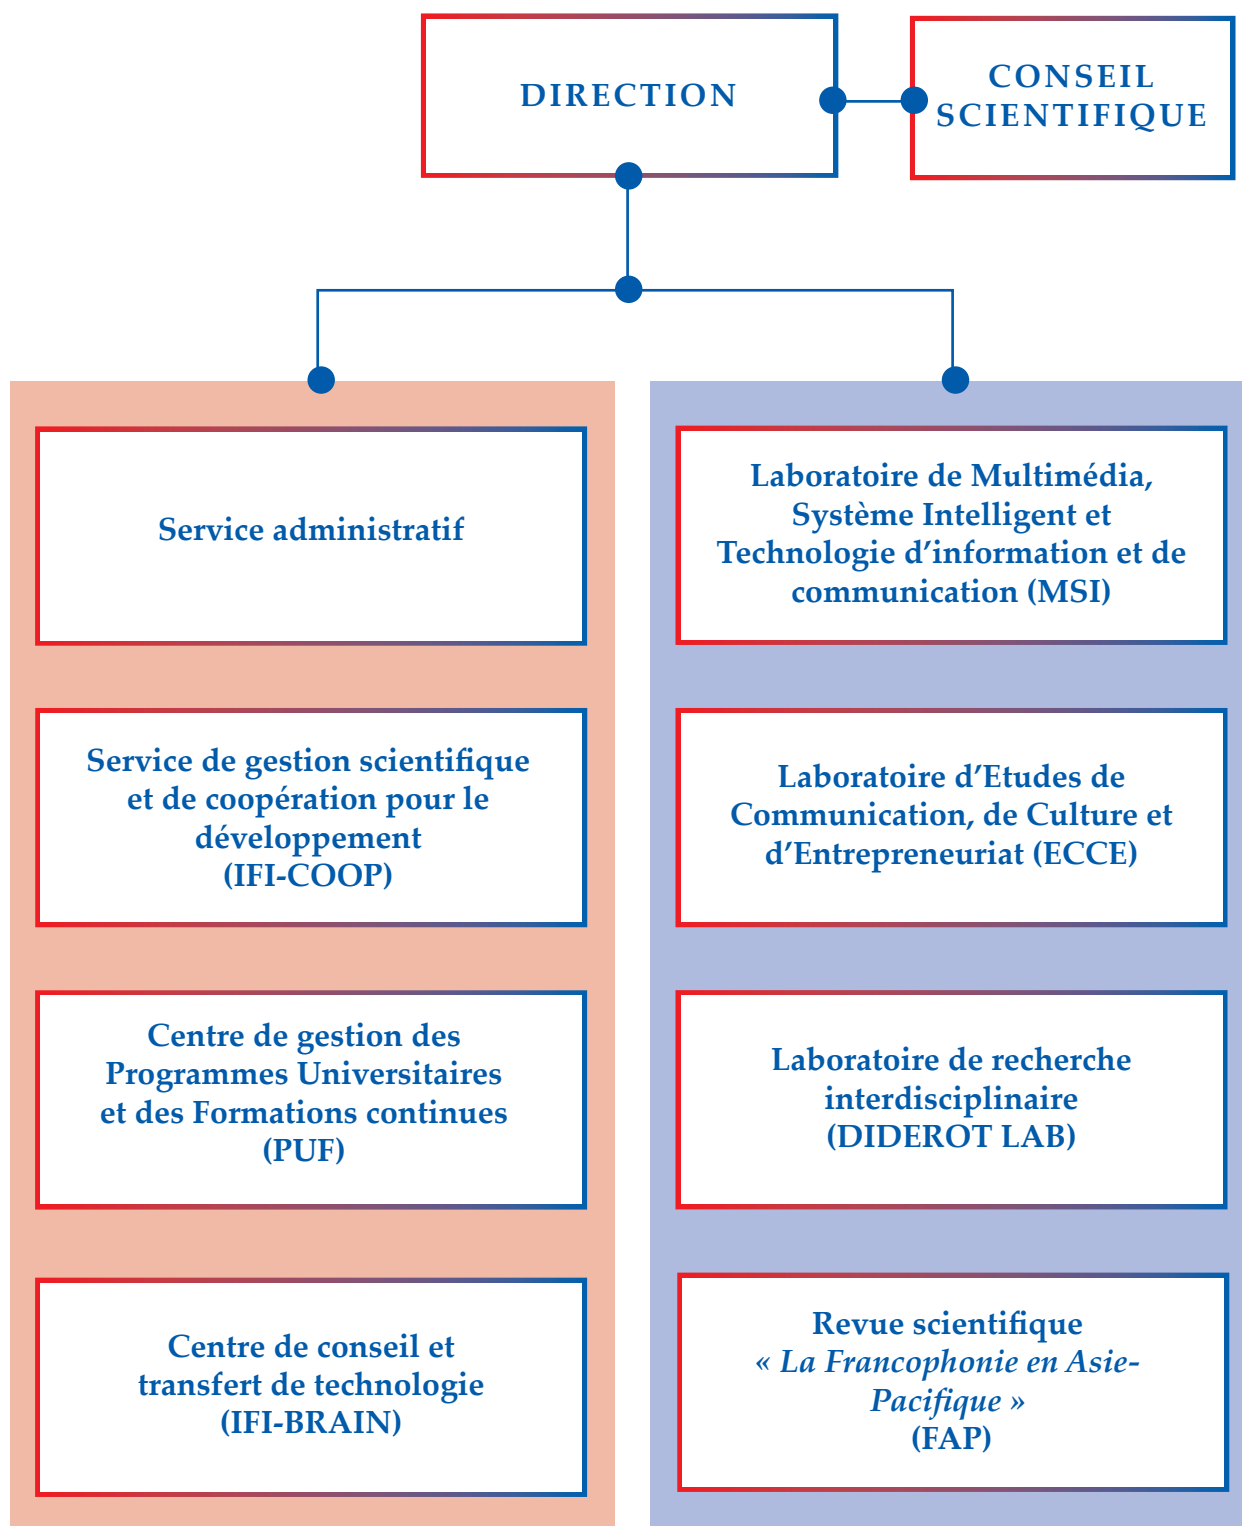 DIRECTION
CONSEIL
SCIENTIFIQUE
Service administratif
Service de gestion scientifique
et de coopération pour le
développement
(IFI-COOP)
Centre de gestion des
Programmes Universitaires
et des Formations continues
(PUF)
Centre de conseil et
transfert de technologie
(IFI-BRAIN)
Laboratoire de Multimédia,
Système Intelligent et
Technologie d’information et de
communication (MSI)
Laboratoire d’Etudes de
Communication, de Culture et
d’Entrepreneuriat (ECCE)
Laboratoire de recherche
interdisciplinaire
(DIDEROT LAB)
Revue scientifique
« La Francophonie en Asie-
Pacifique »
(FAP)